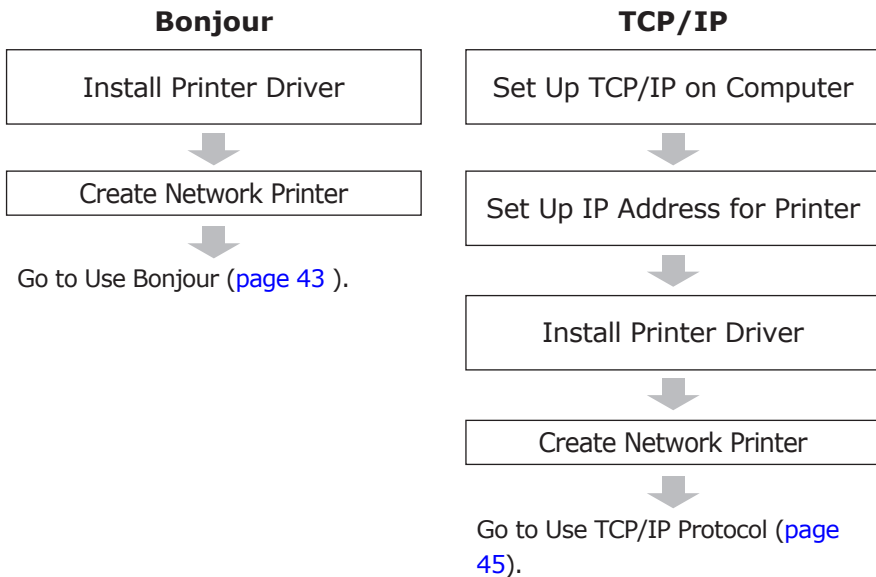 Bonjour
Install Printer Driver
Create Network Printer
Go to Use Bonjour (page 43 ).
TCP/IP
Set Up TCP/IP on Computer
Set Up IP Address for Printer
Install Printer Driver
Create Network Printer
Go to Use TCP/IP Protocol (page
45).